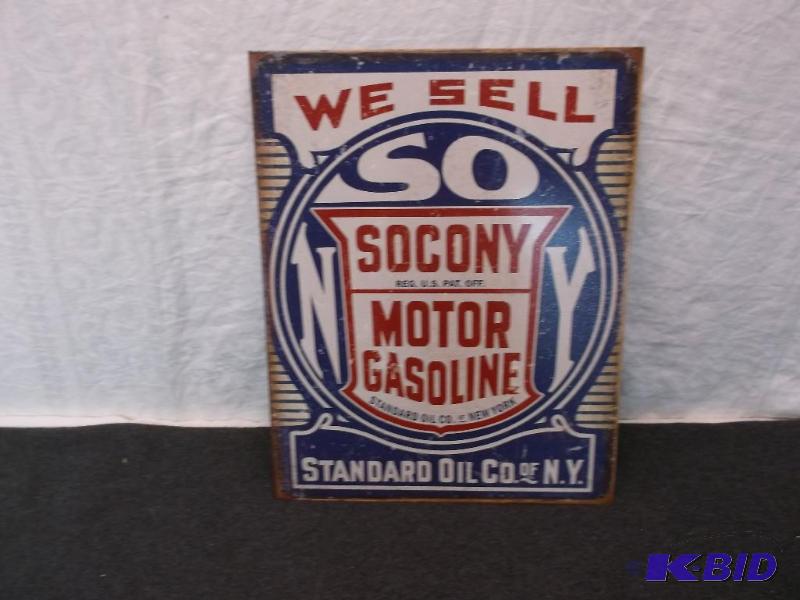 WE SELL
SO
N Y
SOCONY
REG. U.S. PAT. OFF.
MOTOR
GASOLINE
STANDARD OIL CO. OF NEW YORK
STANDARD OIL CO. OF N.Y.
K-BID